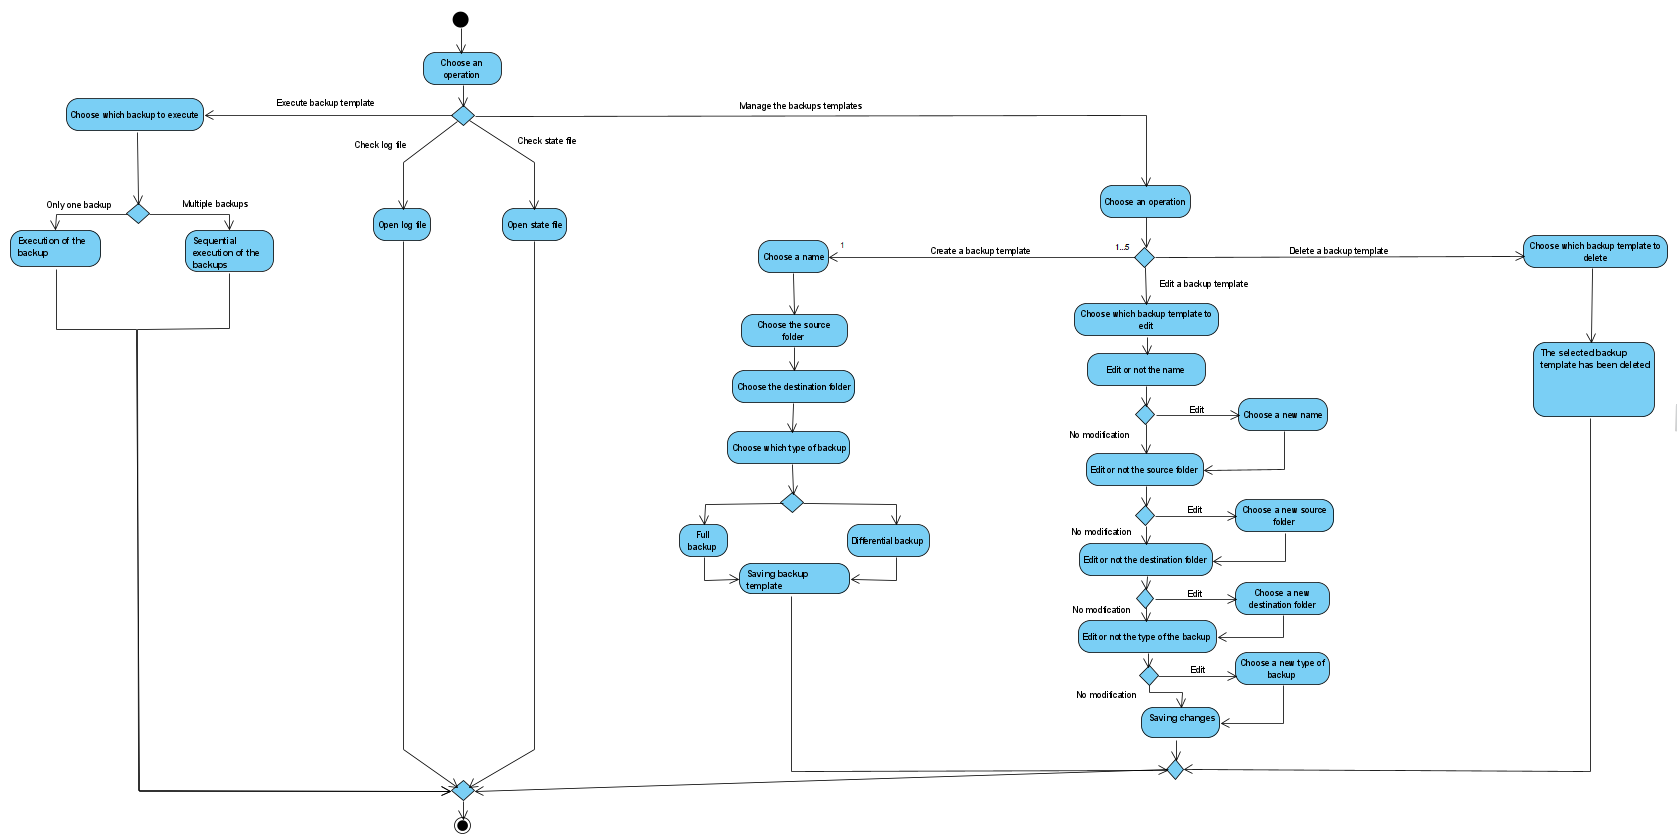 Choose an
operation
Execute backup template
Manage the backups templates
Choose which backup to execute
Check log file
Check state file
Only one backup
Multiple backups
Execution of the
backup
Sequential
execution of the
backups
Open log file
Open state file
Choose an operation
Create a backup template
1
1...5
Delete a backup template
Edit a backup template
Choose a name
Choose the source
folder
Choose the destination folder
Choose which type of backup
Full
backup
Differential backup
Saving backup
template
Choose which backup template to
edit
Edit or not the name
Edit
Choose a new name
No modification
Edit or not the source folder
Edit
Choose a new source
folder
No modification
Edit or not the destination folder
Edit
Choose a new
destination folder
No modification
Edit or not the type of the backup
Edit
Choose a new type of
backup
No modification
Saving changes
Choose which backup template to
delete
The selected backup
template has been deleted